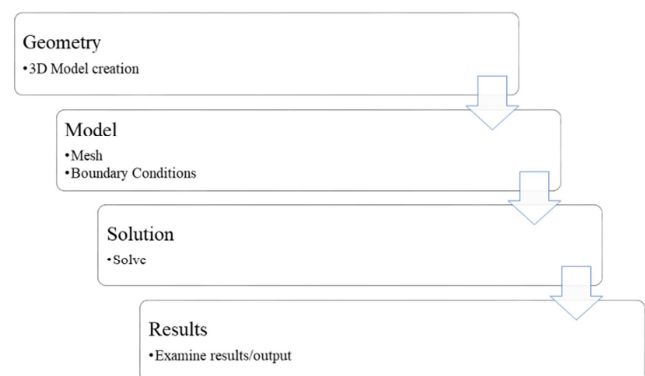 Geometry
•3D Model creation
Model
•Mesh
•Boundary Conditions
Solution
•Solve
Results
•Examine results/output